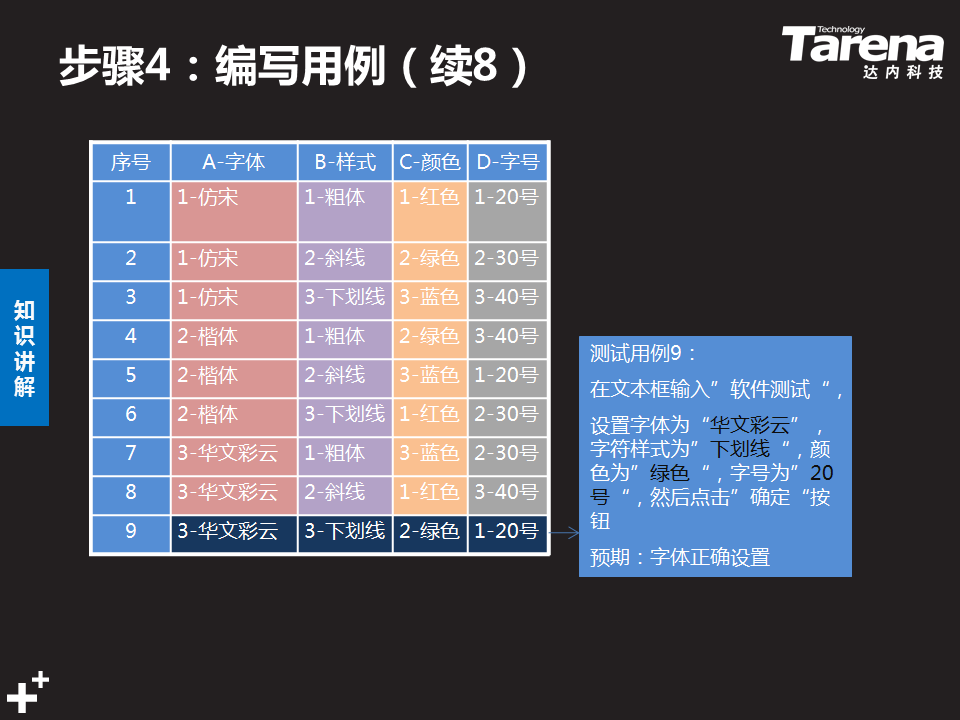 步骤4：编写用例（续8）
Technology
Tarena
达内科技
序号 A-字体 B-样式 C-颜色 D-字号
1 1-仿宋 1-粗体 1-红色 1-20号
2 1-仿宋 2-斜线 2-绿色 2-30号
3 1-仿宋 3-下划线 3-蓝色 3-40号
4 2-楷体 1-粗体 2-绿色 3-40号
5 2-楷体 2-斜线 3-蓝色 1-20号
6 2-楷体 3-下划线 1-红色 2-30号
7 3-华文彩云 1-粗体 3-蓝色 2-30号
8 3-华文彩云 2-斜线 1-红色 3-40号
9 3-华文彩云 3-下划线 2-绿色 1-20号
知识讲解
测试用例9：
在文本框输入”软件测试“，
设置字体为“华文彩云”，
字符样式为”下划线“，颜
色为”绿色“，字号为”20
号“，然后点击”确定“按
钮
预期：字体正确设置